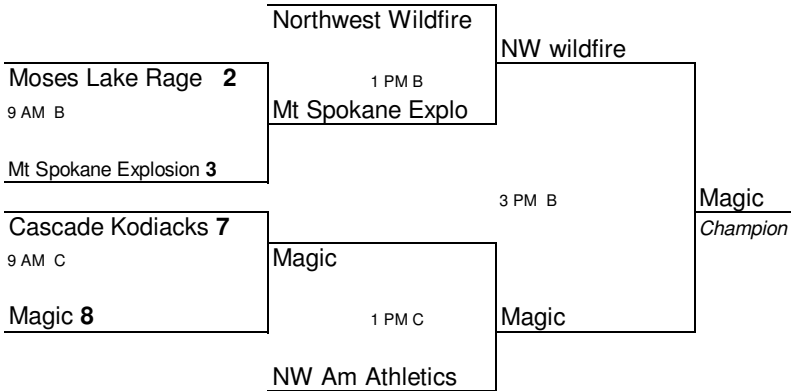 Northwest Wildfire
NW wildfire
Moses Lake Rage 2
1 PM B
9 AM B
Mt Spokane Explo
Mt Spokane Explosion 3
3 PM B
Magic
Cascade Kodiacks 7
Champion
9 AM C
Magic
Magic 8
1 PM C
Magic
NW Am Athletics